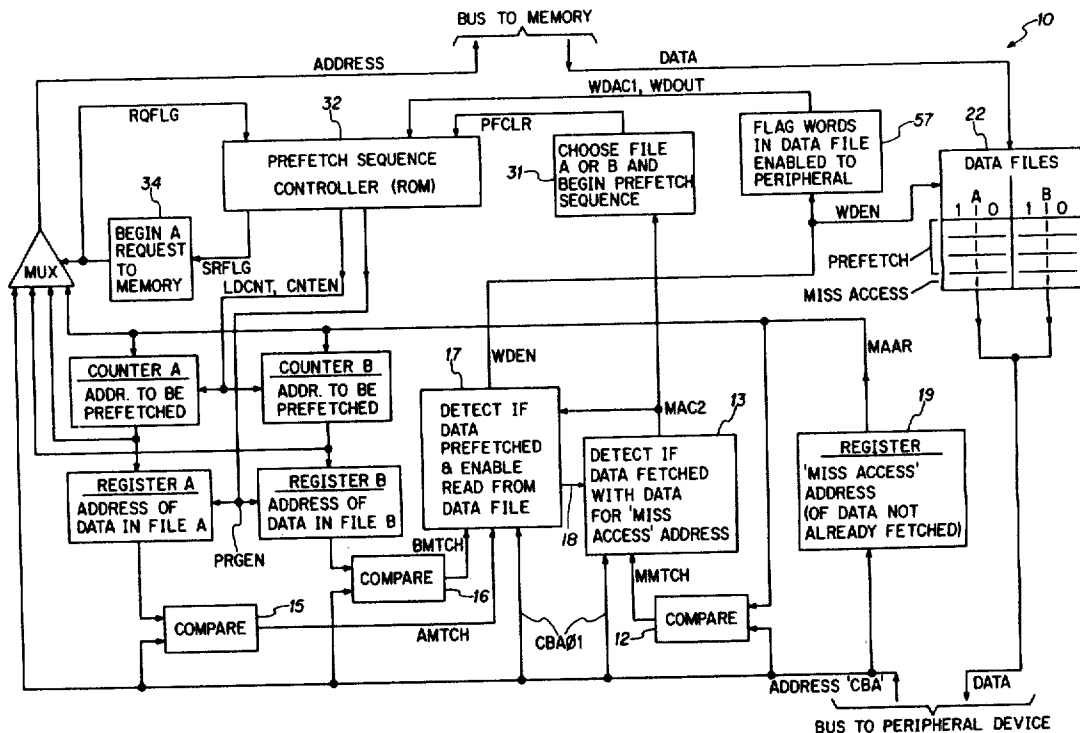 BUS TO MEMORY
10
ADDRESS
DATA
WDAC1, WDOUT
RQFLG
32
PFCLR
57
22
PREFETCH SEQUENCE
CONTROLLER (ROM)
31
CHOOSE FILE
A OR B AND
BEGIN PREFETCH
SEQUENCE
FLAG WORDS
IN DATA FILE
ENABLED TO
PERIPHERAL
DATA FILES
A B
1 0 1 0
WDEN
34
BEGIN A
REQUEST
TO
MEMORY
MUX
SRFLG
LDCNT, CNTEN
PREFETCH
MISS ACCESS
COUNTER A
ADDR. TO BE
PREFETCHED
COUNTER B
ADDR. TO BE
PREFETCHED
WDEN
17
MAAR
MAC2
13
19
DETECT IF
DATA
PREFETCHED
& ENABLE
READ FROM
DATA FILE
DETECT IF
DATA FETCHED
WITH DATA
FOR 'MISS
ACCESS' ADDRESS
REGISTER
'MISS ACCESS'
ADDRESS
(OF DATA NOT
ALREADY FETCHED)
REGISTER A
ADDRESS OF
DATA IN FILE A
REGISTER B
ADDRESS OF
DATA IN FILE B
18
PRGEN
BMTCH
MMTCH
COMPARE
16
15
COMPARE
AMTCH
CBAØ1
12
COMPARE
ADDRESS 'CBA'
DATA
BUS TO PERIPHERAL DEVICE